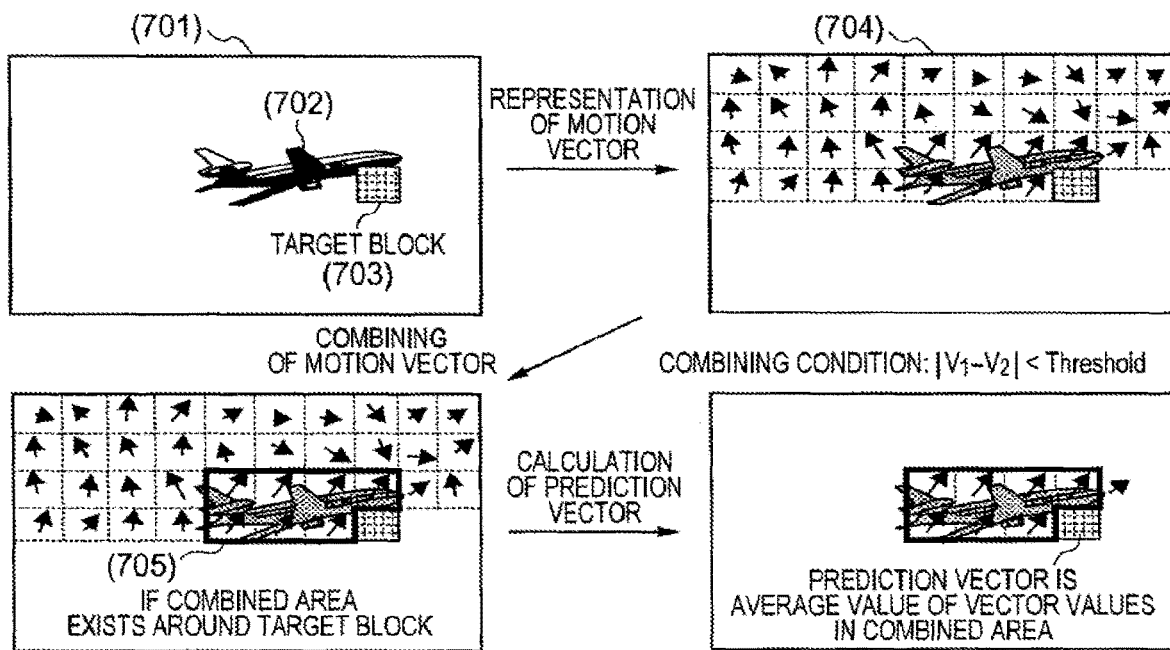 (701)
(702)
TARGET BLOCK
(703)
REPRESENTATION
OF MOTION
VECTOR
(704)
COMBINING
OF MOTION VECTOR
COMBINING CONDITION: |V1-V2| < Threshold
(705)
IF COMBINED AREA
EXISTS AROUND TARGET BLOCK
CALCULATION
OF PREDICTION
VECTOR
PREDICTION VECTOR IS
AVERAGE VALUE OF VECTOR VALUES
IN COMBINED AREA